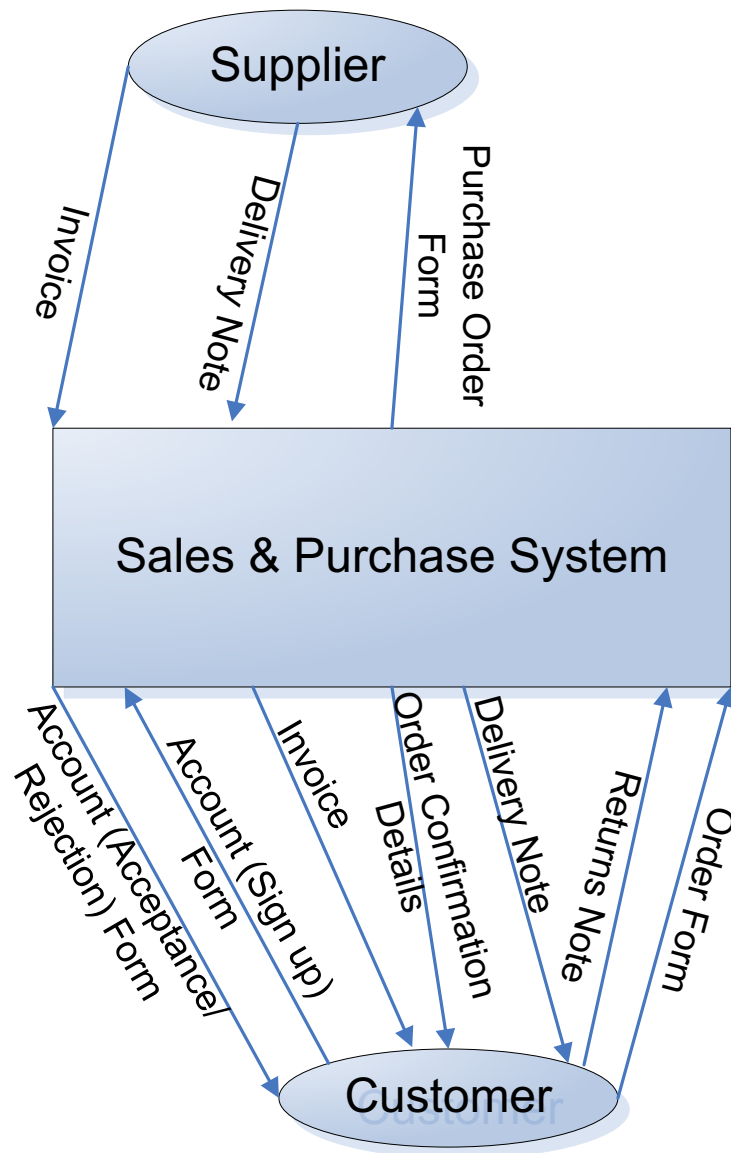 Supplier
Invoice
Delivery Note
Purchase Order
Form
Sales & Purchase System
Account (Acceptance/
Rejection) Form
Account (Sign up)
Form
Invoice
Order Confirmation
Details
Delivery Note
Returns Note
Order Form
Customer